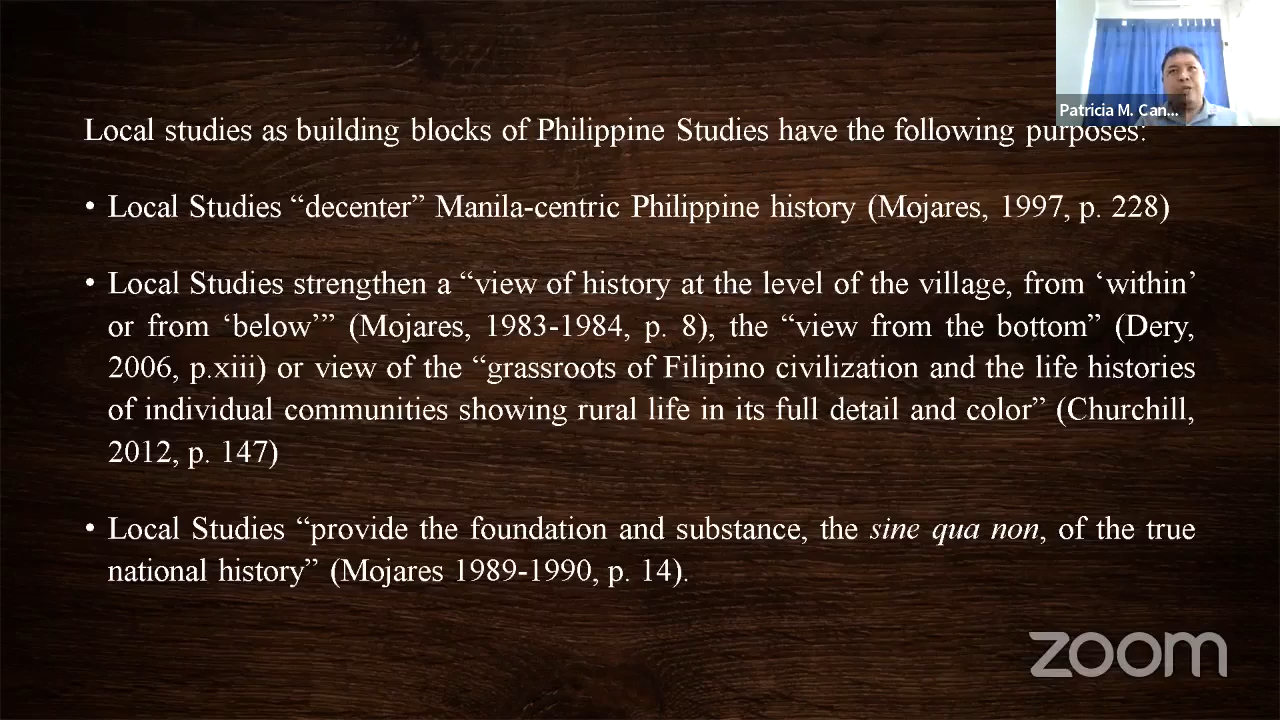 Patricia M. Can...
Local studies as building blocks of Philippine Studies have the following purposes:
• Local Studies “decenter” Manila-centric Philippine history (Mojares, 1997, p. 228)
• Local Studies strengthen a “view of history at the level of the village, from ‘within’
or from ‘below’” (Mojares, 1983-1984, p. 8), the “view from the bottom” (Dery,
2006, p.xiii) or view of the “grassroots of Filipino civilization and the life histories
of individual communities showing rural life in its full detail and color” (Churchill,
2012, p. 147)
• Local Studies “provide the foundation and substance, the sine qua non, of the true
national history” (Mojares 1989-1990, p. 14).
zoom